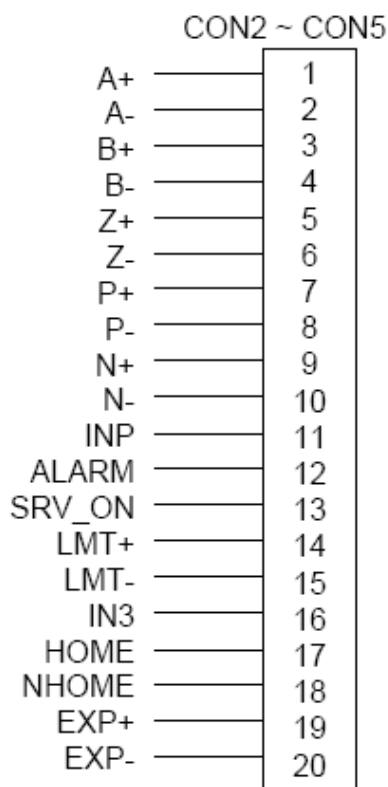 CON2 ~ CON5
A+ 1
A- 2
B+ 3
B- 4
Z+ 5
Z- 6
P+ 7
P- 8
N+ 9
N- 10
INP 11
ALARM 12
SRV_ON 13
LMT+ 14
LMT- 15
IN3 16
HOME 17
NHOME 18
EXP+ 19
EXP- 20